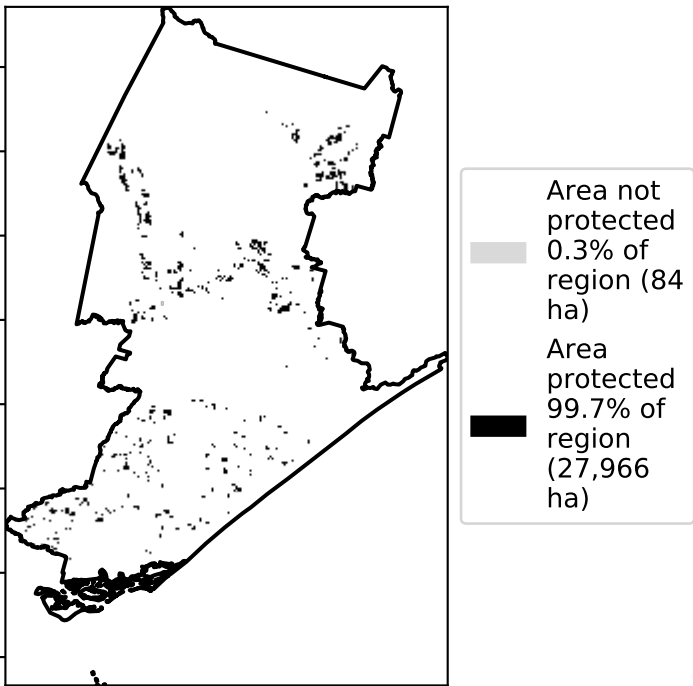 Area not
protected
0.3% of
region (84
ha)
Area
protected
99.7% of
region
(27,966
ha)